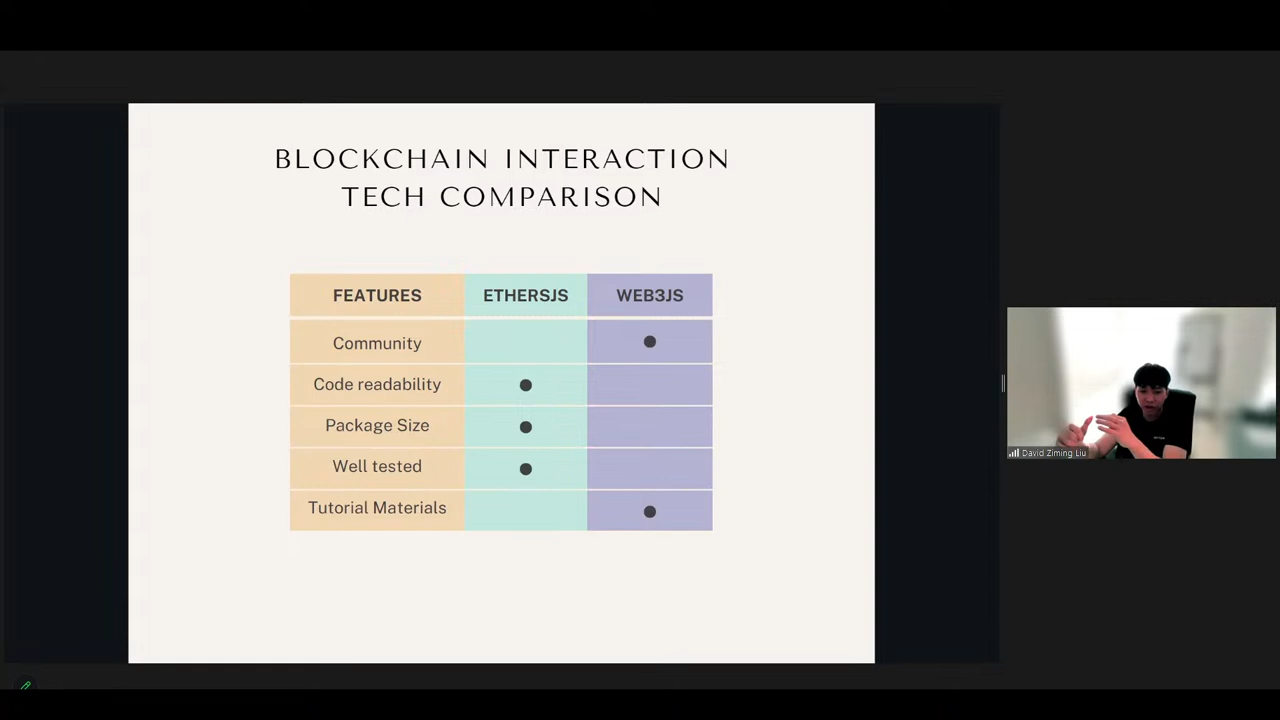 BLOCKCHAIN INTERACTION
TECH COMPARISON
FEATURES ETHERSJS WEB3JS
Community
Code readability
Package Size
Well tested
Tutorial Materials
David Ziming Liu